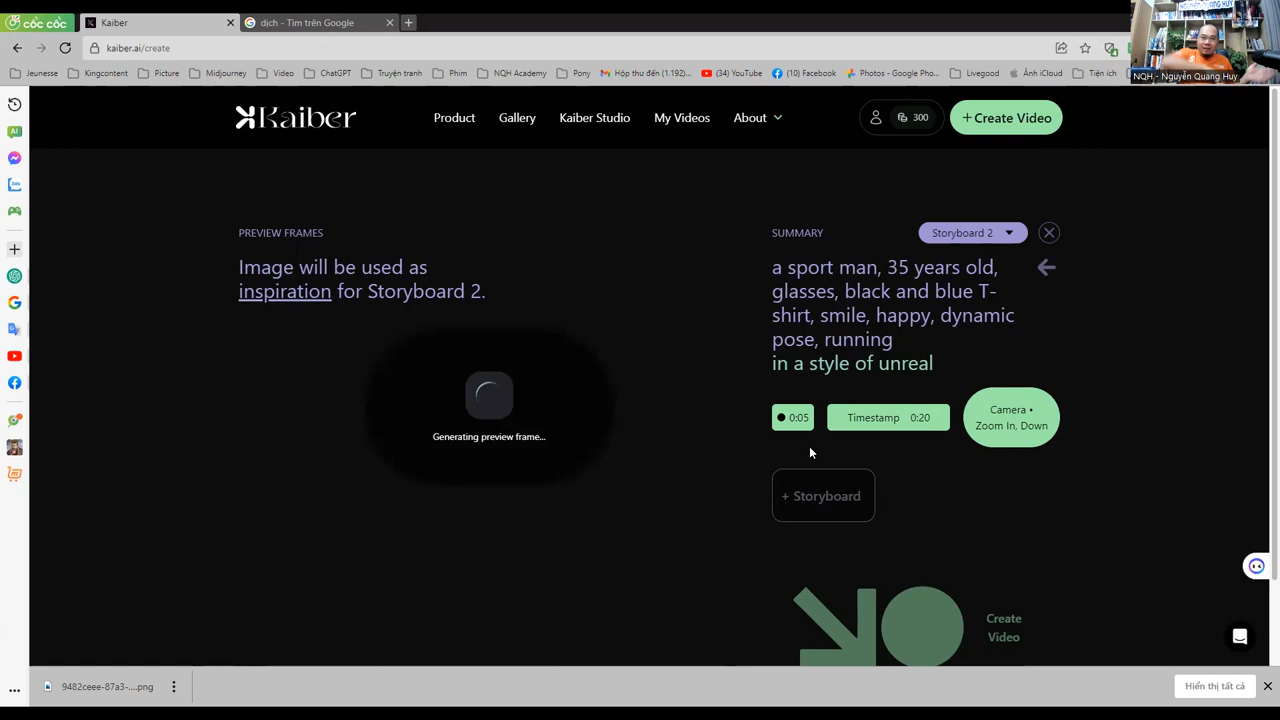 CỐC CỐC
Kaiber
dịch - Tìm trên Google
kaiber.ai/create
NGUYỄN QUANG HUY
Jeunesse
Kingcontent
Picture
Midjourney
Video
ChatGPT
Truyện tranh
Phim
NQH Academy
Pony
Hộp thư đến (1.192)...
(34) YouTube
(10) Facebook
Photos - Google Pho...
Livegood
Ảnh iCloud
Tiện ích
NQH - Nguyễn Quang Huy
Kaiber
Product
Gallery
Kaiber Studio
My Videos
About
300
+ Create Video
AI
Zalo
PREVIEW FRAMES
Image will be used as
inspiration for Storyboard 2.
Generating preview frame...
SUMMARY
Storyboard 2
a sport man, 35 years old,
glasses, black and blue T-
shirt, smile, happy, dynamic
pose, running
in a style of unreal
0:05
Timestamp 0:20
Camera •
Zoom In, Down
+ Storyboard
Create
Video
9482ceee-87a3-....png
Hiển thị tất cả